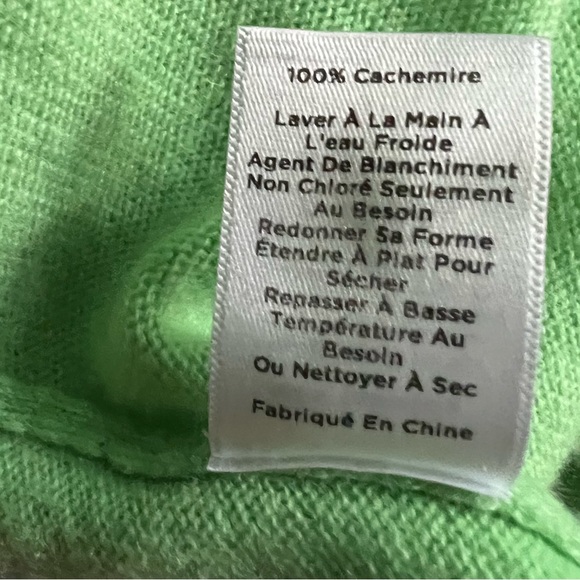 100% Cachemire
Laver À La Main À
L'eau Froide
Agent De Blanchiment
Non Chloré Seulement
Au Besoin
Redonner Sa Forme
Étendre À Plat Pour
Sécher
Repasser À Basse
Température Au
Besoin
Ou Nettoyer À Sec
Fabriqué En Chine